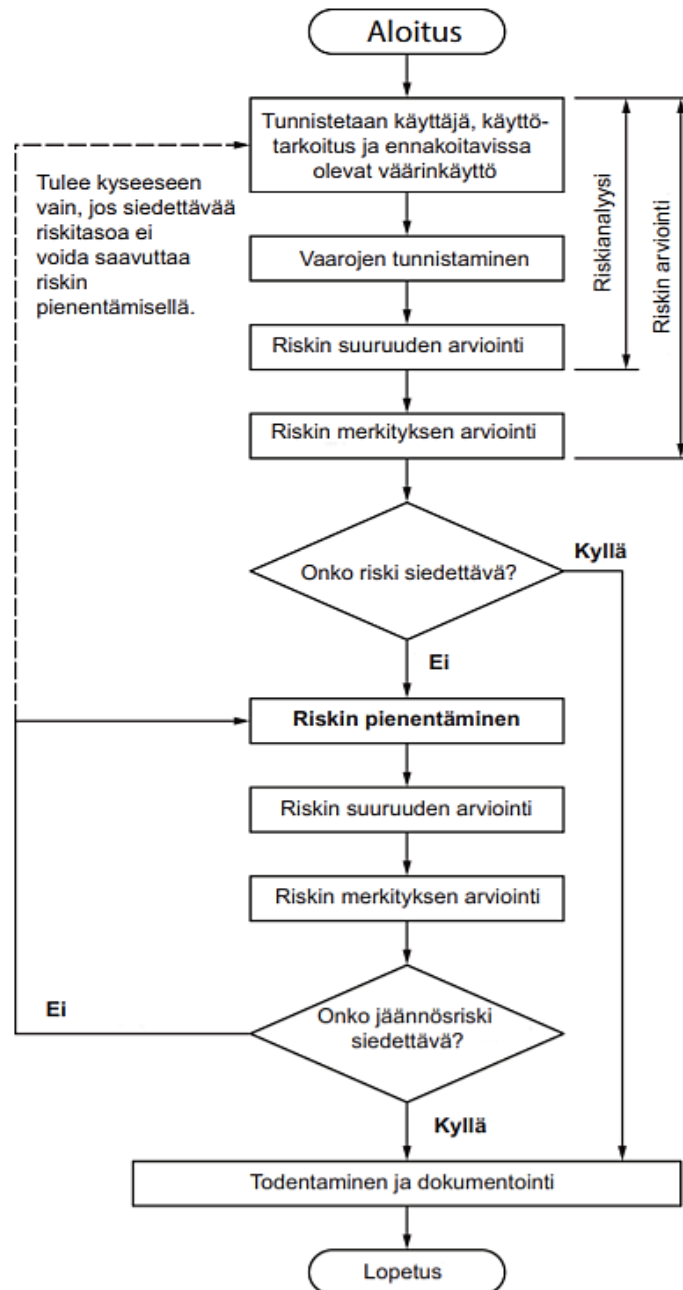 Aloitus
Tunnistetaan käyttäjä, käyttö-
tarkoitus ja ennakoitavissa
olevat väärinkäyttö
Tulee kyseeseen
vain, jos siedettävää
riskitasoa ei
voida saavuttaa
riskin
pienentämisellä.
Vaarojen tunnistaminen
Riskin suuruuden arviointi
Riskin merkityksen arviointi
Riskianalyysi
Riskin arviointi
Onko riski siedettävä?
Kyllä
Ei
Riskin pienentäminen
Riskin suuruuden arviointi
Riskin merkityksen arviointi
Onko jäännösriski
siedettävä?
Ei
Kyllä
Todentaminen ja dokumentointi
Lopetus